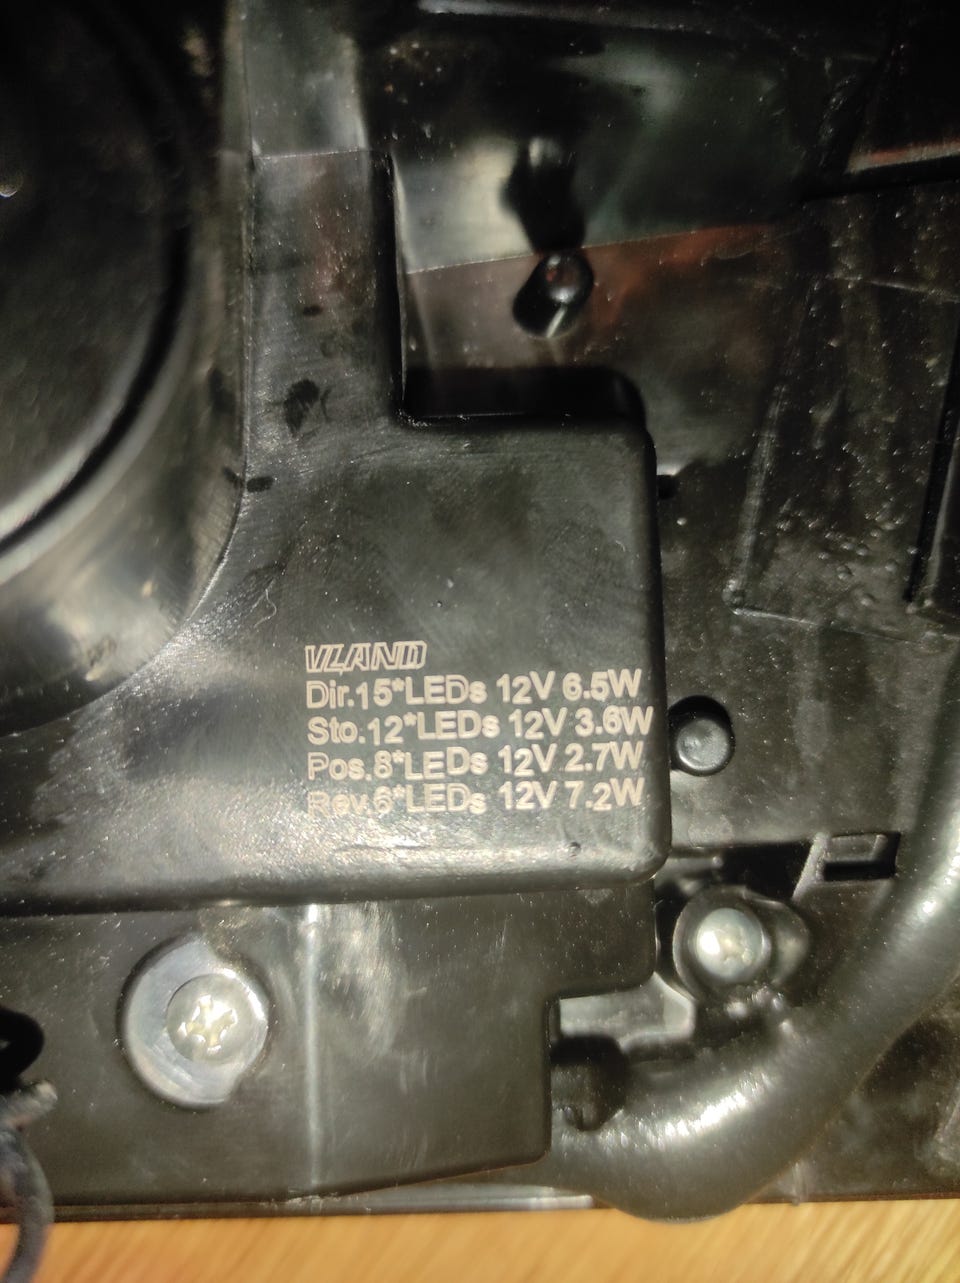 VLAND
Dir.15*LEDs 12V 6.5W
Sto.12*LEDs 12V 3.6W
Pos.8*LEDs 12V 2.7W
Rev.6*LEDs 12V 7.2W